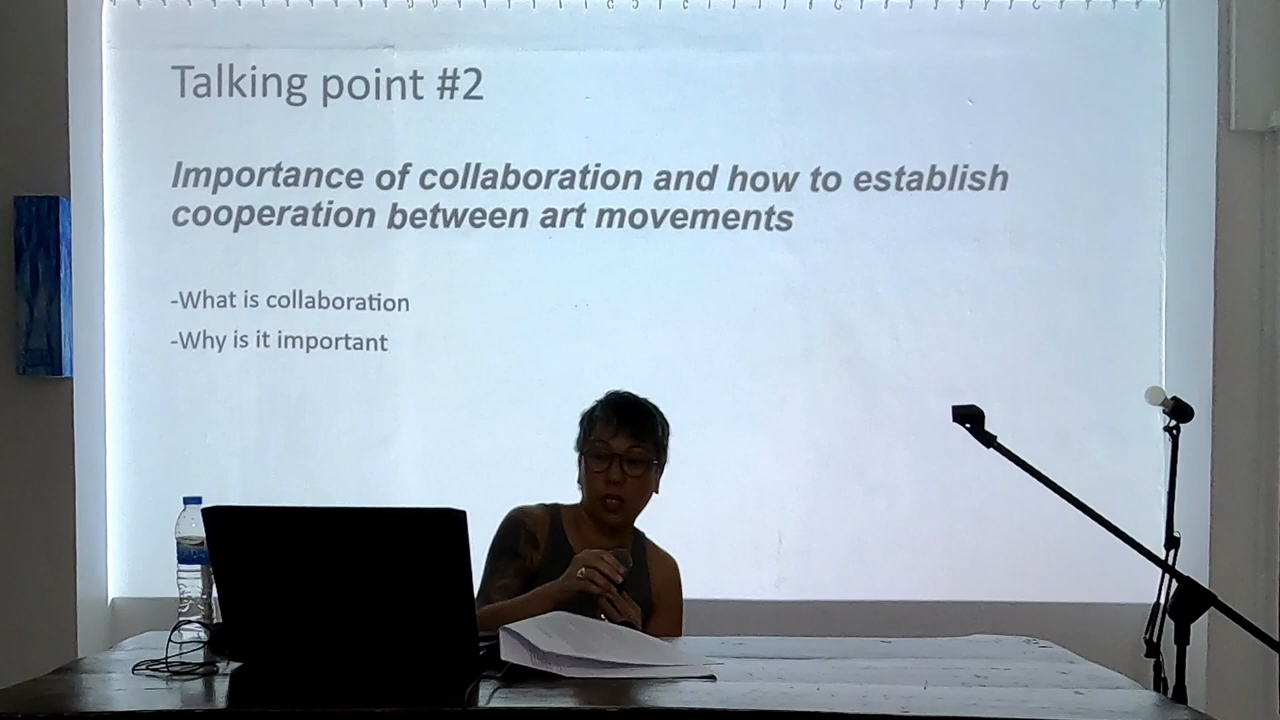 Talking point #2
Importance of collaboration and how to establish
cooperation between art movements
-What is collaboration
-Why is it important